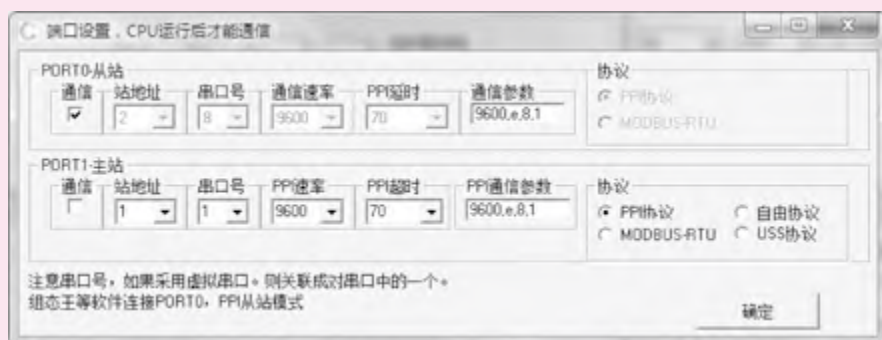 端口设置，CPU运行后才能通信
PORT0-从站
通信 站地址 串口号 通信速率 PPI延时 通信参数
2 8 9600 70 9600,e,8,1
协议
PPI协议
MODBUS-RTU
PORT1-主站
通信 站地址 串口号 PPI速率 PPI超时 PPI通信参数
1 1 9600 70 9600,e,8,1
协议
PPI协议 自由协议
MODBUS-RTU USS协议
注意串口号，如果采用虚拟串口。则关联成对串口中的一个。
组态王等软件连接PORT0，PPI从站模式
确定